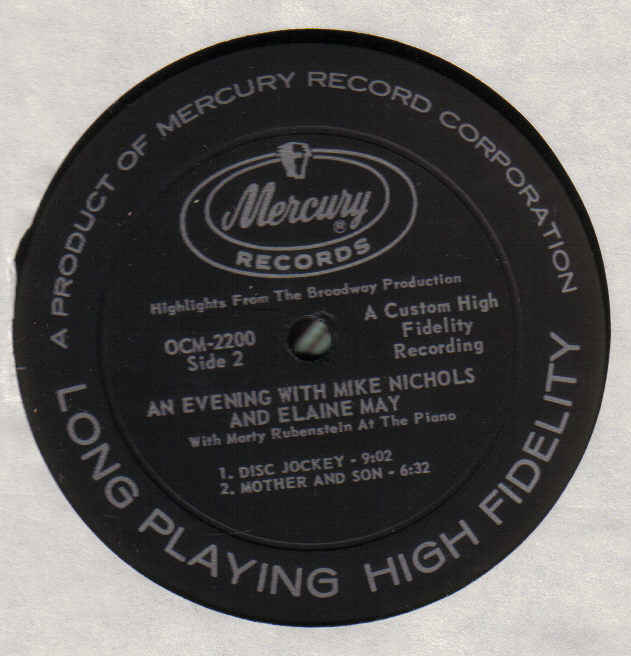 A PRODUCT OF MERCURY RECORD CORPORATION
Mercury®
RECORDS
Highlights From The Broadway Production
OCM-2200
Side 2
A Custom High
Fidelity
Recording
AN EVENING WITH MIKE NICHOLS
AND ELAINE MAY
With Marty Rubenstein At The Piano
1. DISC JOCKEY - 9:02
2. MOTHER AND SON - 6:32
LONG PLAYING HIGH FIDELITY